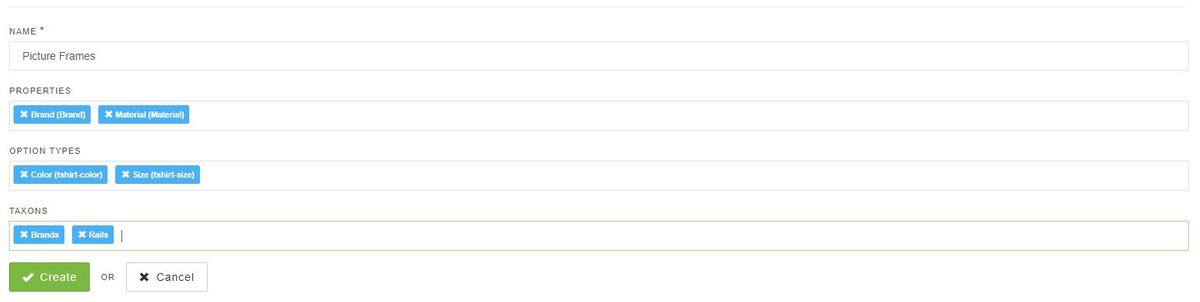 NAME *
Picture Frames
PROPERTIES
✖ Brand (Brand) ✖ Material (Material)
OPTION TYPES
✖ Color (tshirt-color) ✖ Size (tshirt-size)
TAXONS
✖ Brands ✖ Rails
✔ Create OR ✖ Cancel